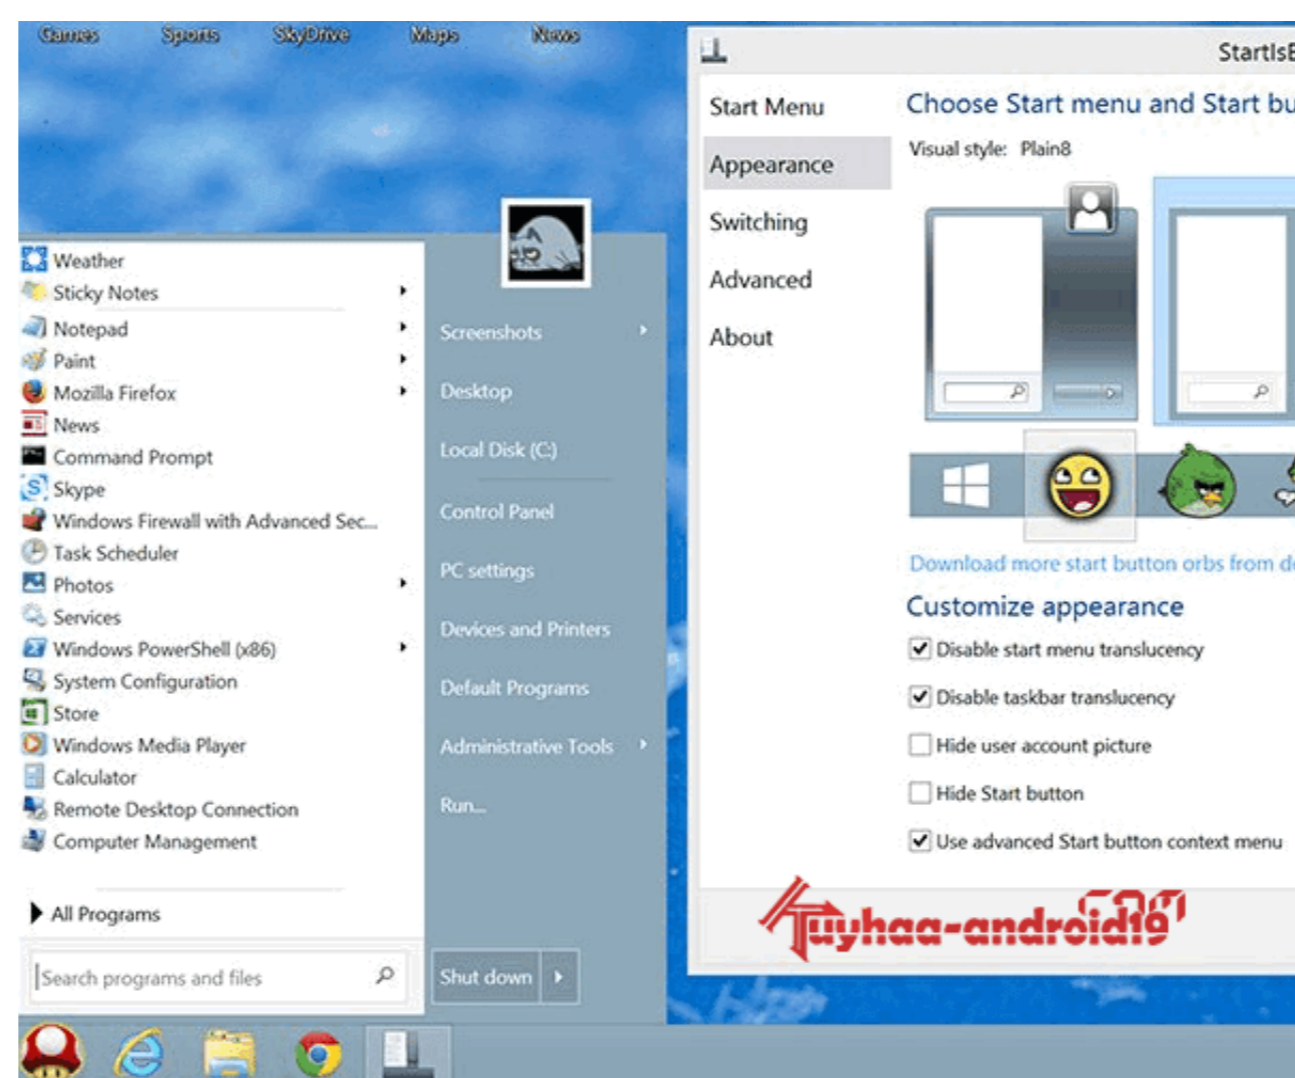 Games Sports SkyDrive Maps News
Weather
Sticky Notes
Notepad
Paint
Mozilla Firefox
News
Command Prompt
Skype
Windows Firewall with Advanced Sec...
Task Scheduler
Photos
Services
Windows PowerShell (x86)
System Configuration
Store
Windows Media Player
Calculator
Remote Desktop Connection
Computer Management
All Programs
Search programs and files
Screenshots
Desktop
Local Disk (C:)
Control Panel
PC settings
Devices and Printers
Default Programs
Administrative Tools
Run...
Shut down
StartIsB
Start Menu
Appearance
Switching
Advanced
About
Choose Start menu and Start bu
Visual style: Plain8
Download more start button orbs from de
Customize appearance
Disable start menu translucency
Disable taskbar translucency
Hide user account picture
Hide Start button
Use advanced Start button context menu
Kuyhaa-android19